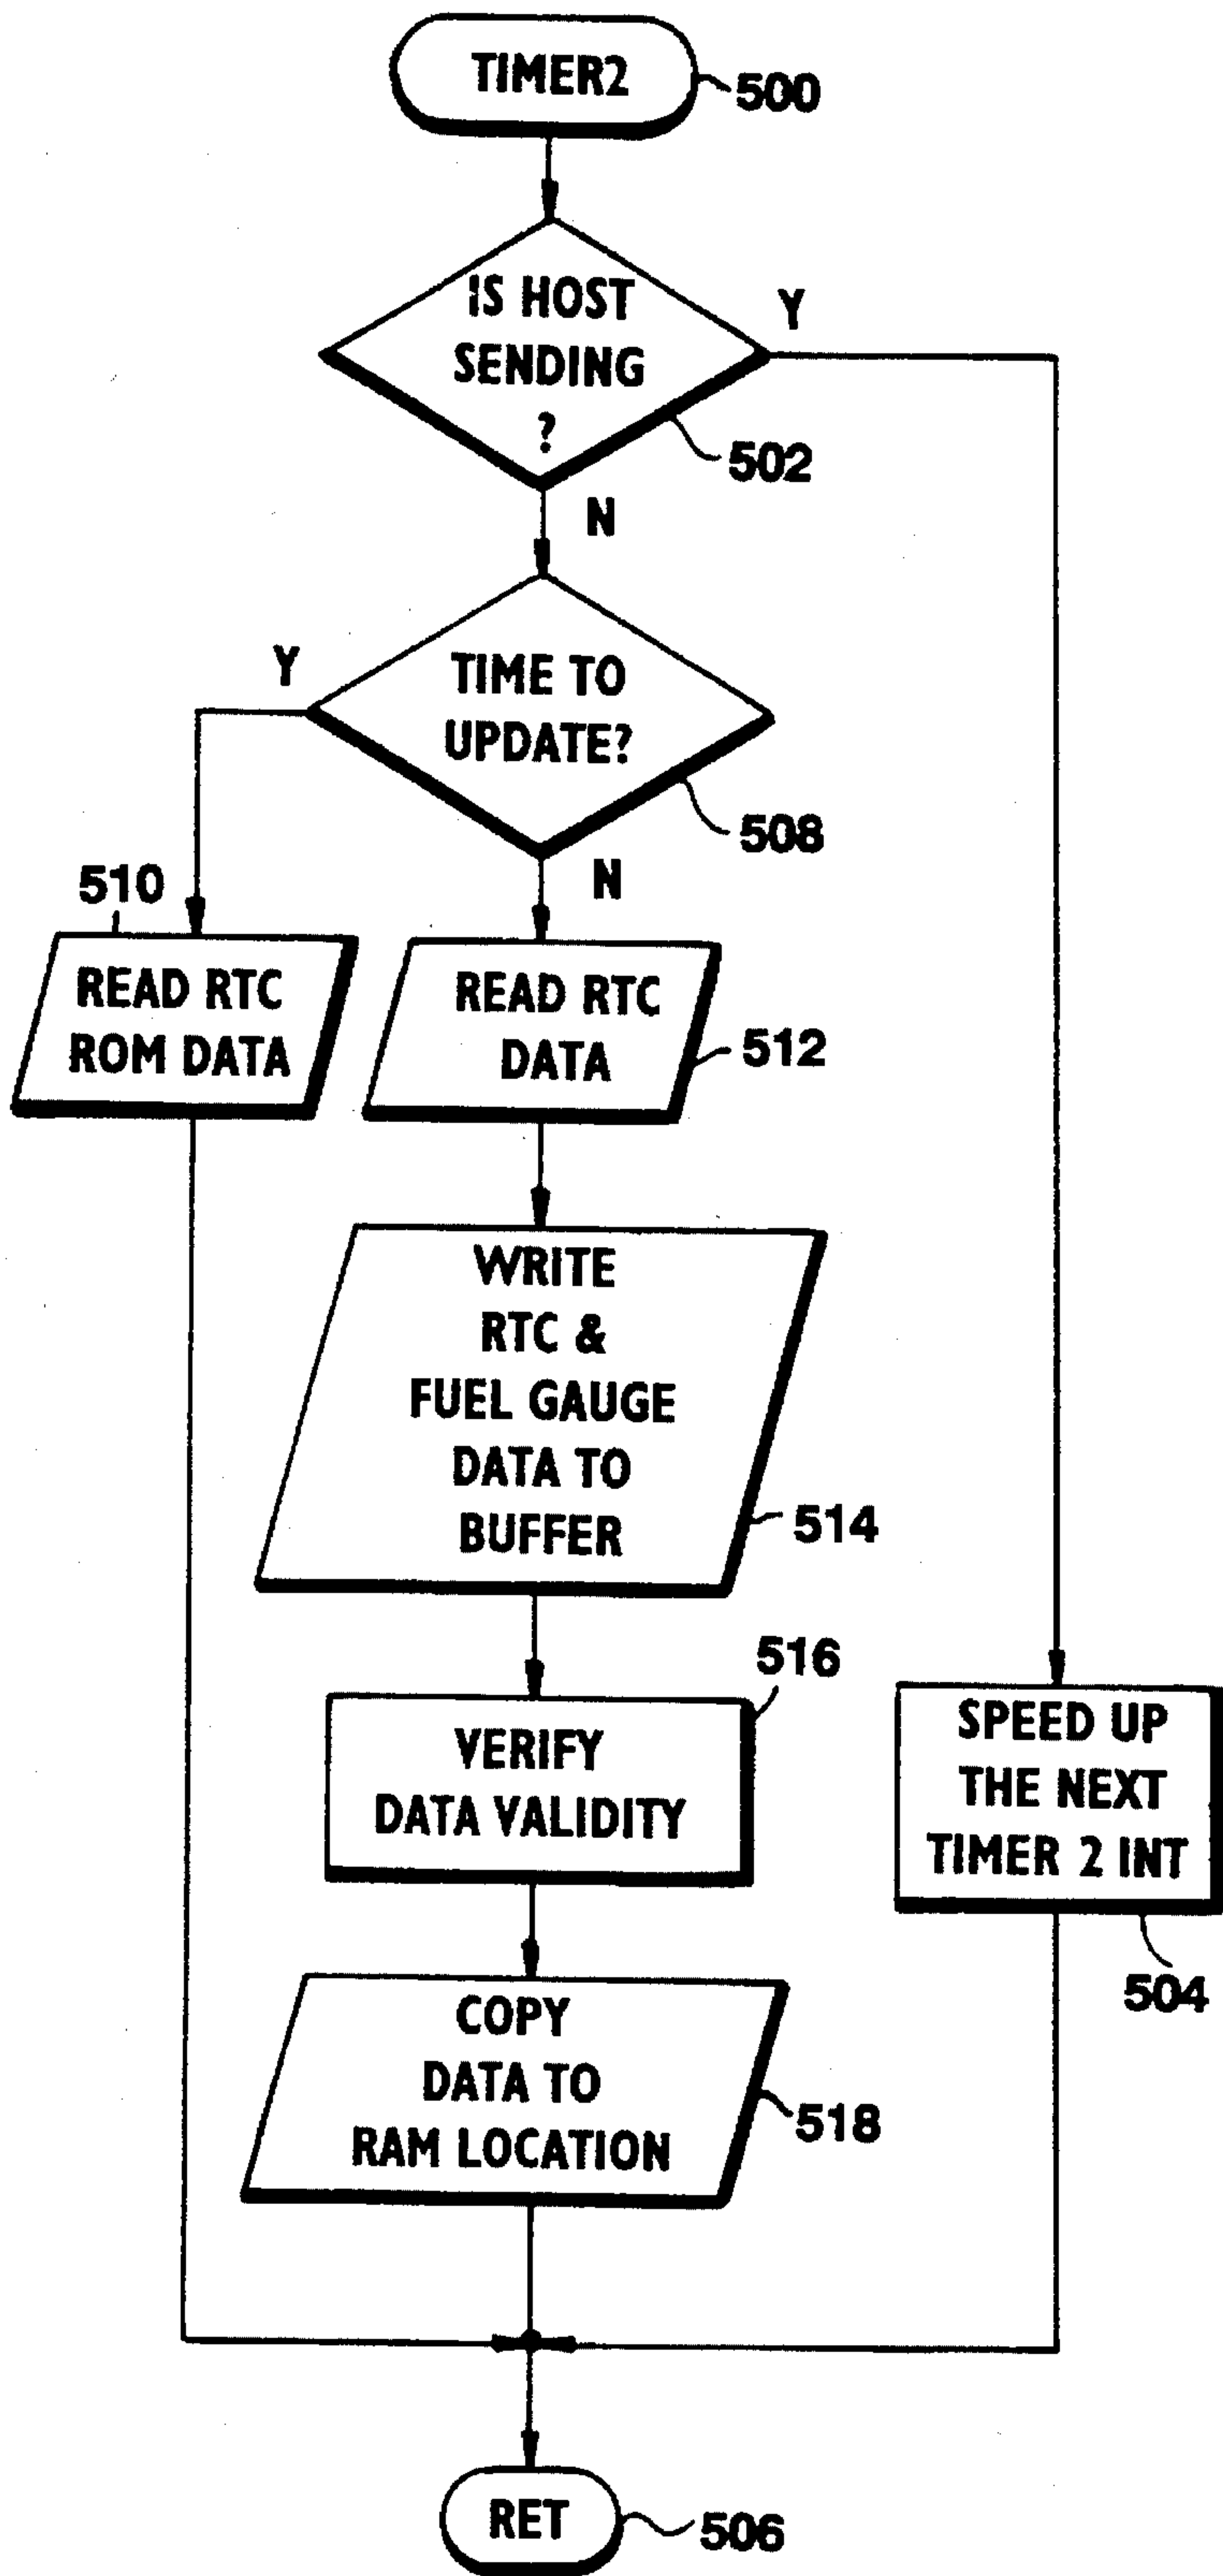 TIMER2
500
IS HOST
SENDING
?
Y
502
N
TIME TO
UPDATE?
Y
508
N
510
READ RTC
ROM DATA
READ RTC
DATA
512
WRITE
RTC &
FUEL GAUGE
DATA TO
BUFFER
514
516
VERIFY
DATA VALIDITY
SPEED UP
THE NEXT
TIMER 2 INT
504
COPY
DATA TO
RAM LOCATION
518
RET
506